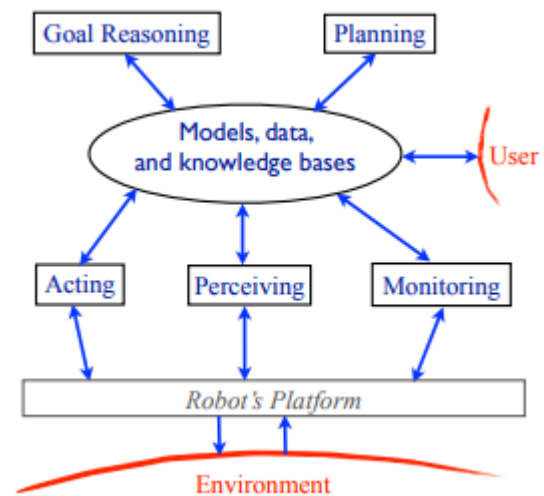 Goal Reasoning
Planning
Models, data,
and knowledge bases
User
Acting
Perceiving
Monitoring
Robot's Platform
Environment